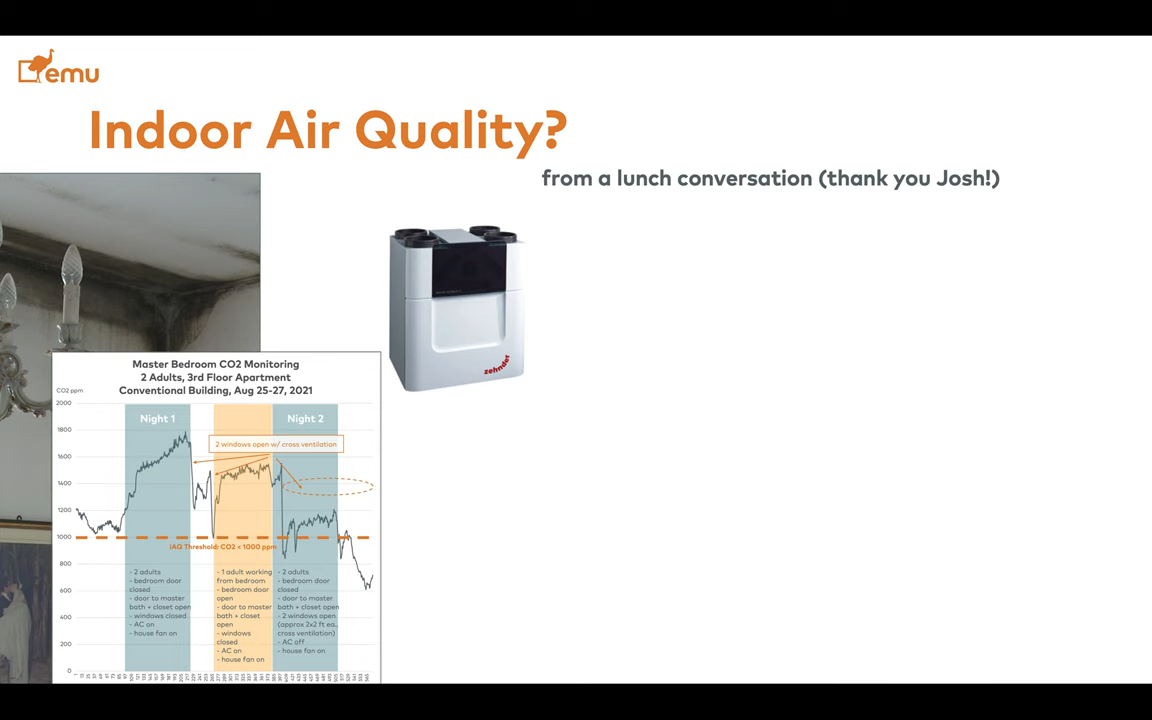 emu
Indoor Air Quality?
from a lunch conversation (thank you Josh!)
zehnder
Master Bedroom CO2 Monitoring
2 Adults, 3rd Floor Apartment
Conventional Building, Aug 25-27, 2021
CO2 ppm
2000
1800
1600
1400
1200
1000
800
600
400
200
0
Night 1
Night 2
2 windows open w/ cross ventilation
IAQ Threshold: CO2 < 1000 ppm
- 2 adults
- bedroom door
closed
- door to master
bath + closet open
- windows closed
- AC on
- house fan on
- 1 adult working
from bedroom
- bedroom door
open
- door to master
bath + closet
open
- windows
closed
- AC on
- house fan on
- 2 adults
- bedroom door
closed
- door to master
bath + closet open
- 2 windows open
(approx 2x2 ft ea.,
cross ventilation)
- AC off
- house fan on